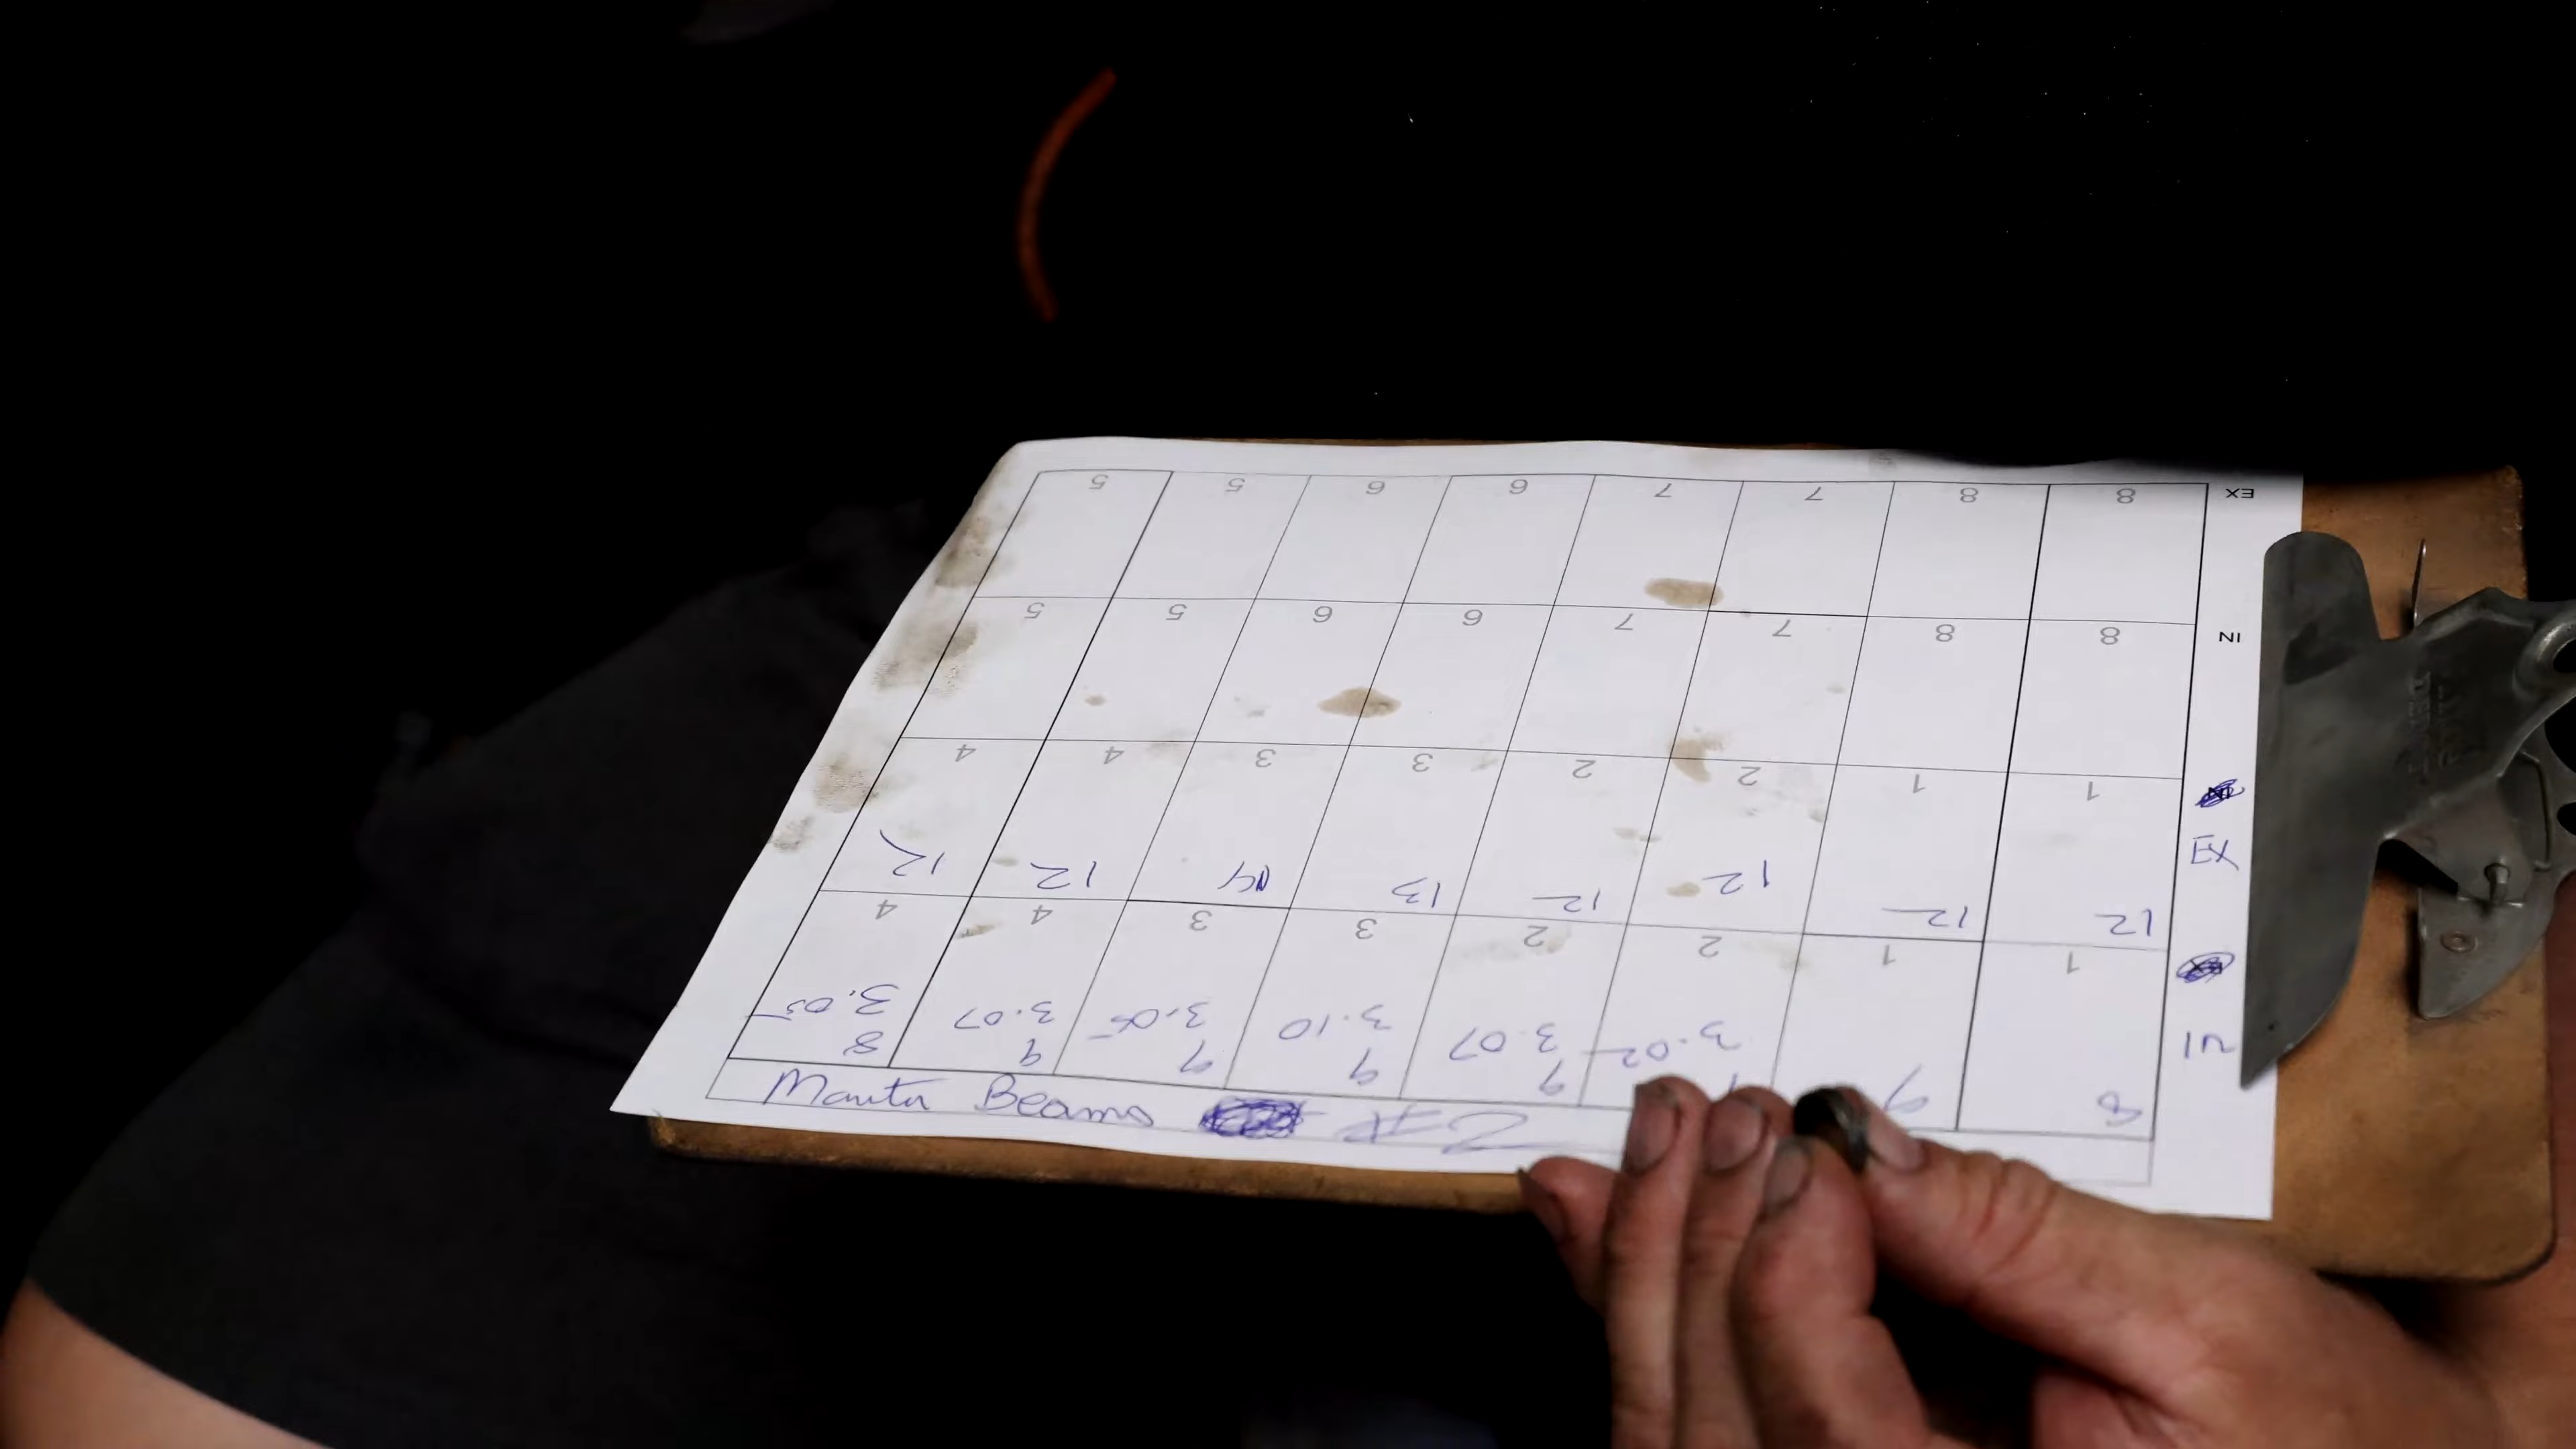 Manta Beams
8 9 9 9 9 9 8
IN 3.02 3.07 3.10 3.05 3.07 3.05
1 1 2 2 3 3 4 4
12 12 12 12 13 14 12 12
EX
1 1 2 2 3 3 4 4
IN 8 8 7 7 6 6 5 5
EX 8 8 7 7 6 6 5 5